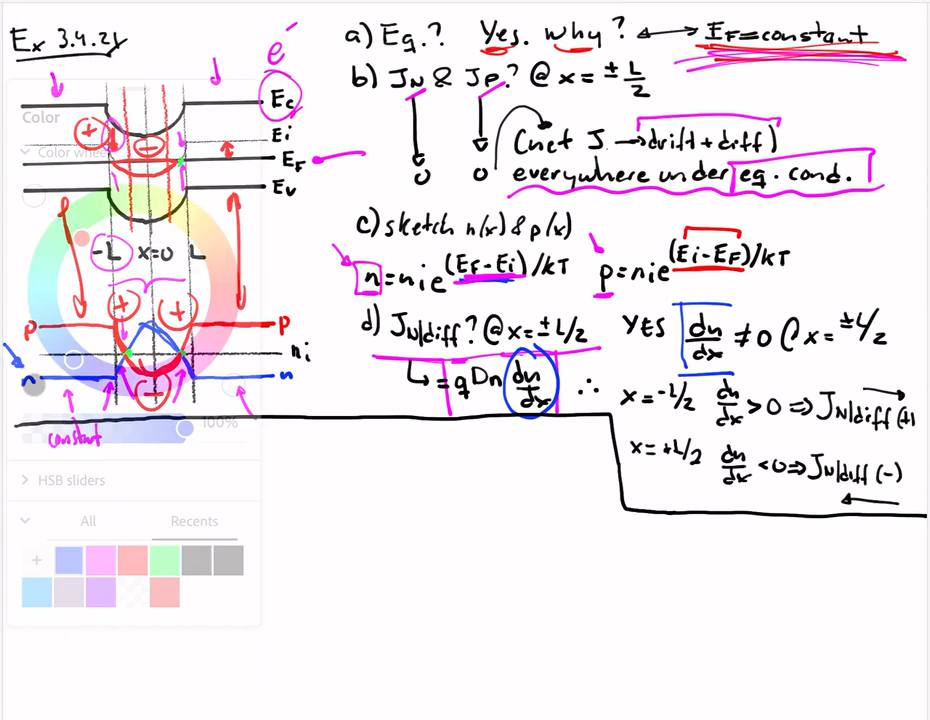 Ex 3.4.2)
e⁻
a) Eq.? Yes. why? ⟷ EF=constant
b) JN & JP? @ x=±L/2
0 0
(net J → drift + diff)
everywhere under eq. cond.
Ec
Ei
EF
Ev
Color
Color whee
+
−
-L x=0 L
+ +
c) sketch n(x) & p(x)
n=nie^(EF-Ei)/kT p=nie^(Ei-EF)/kT
p p
ni
n n
−
constant
d) JN|diff? @ x=±L/2
↳ = qDn dn/dx ∴
YES dn/dx ≠0 @ x=±L/2
x=-L/2 dn/dx >0 ⇒ JN|diff (+)
x=+L/2 dn/dx <0 ⇒ JN|diff (-)
100%
HSB sliders
All Recents
+